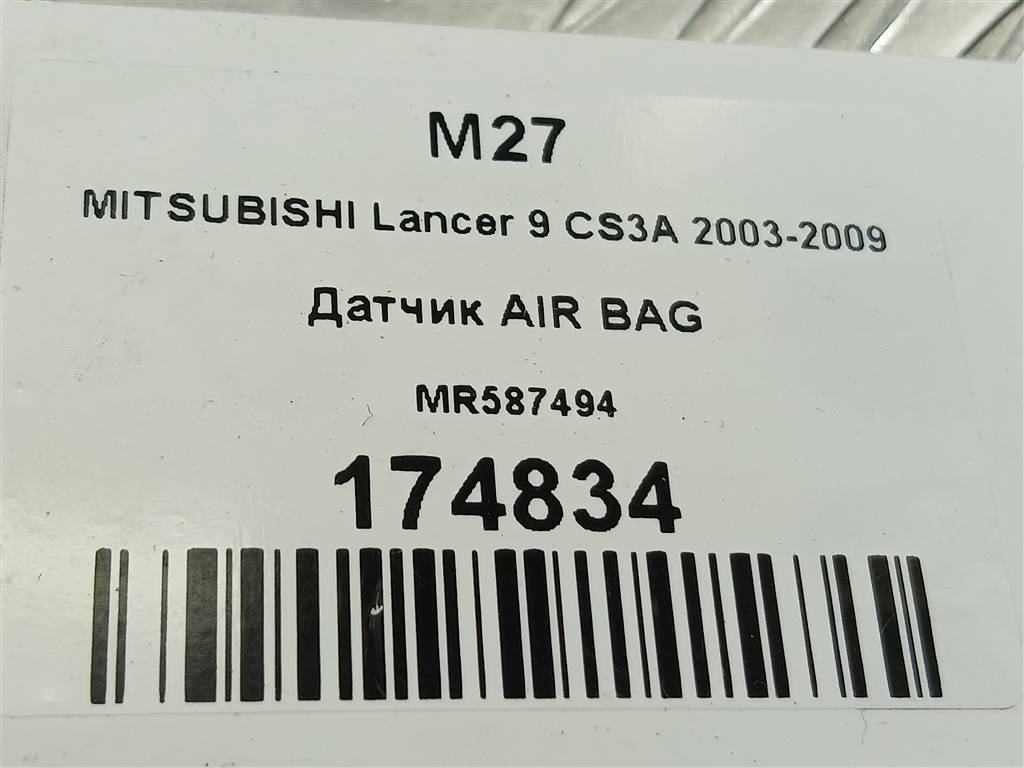 M27
MITSUBISHI Lancer 9 CS3A 2003-2009
Датчик AIR BAG
MR587494
174834